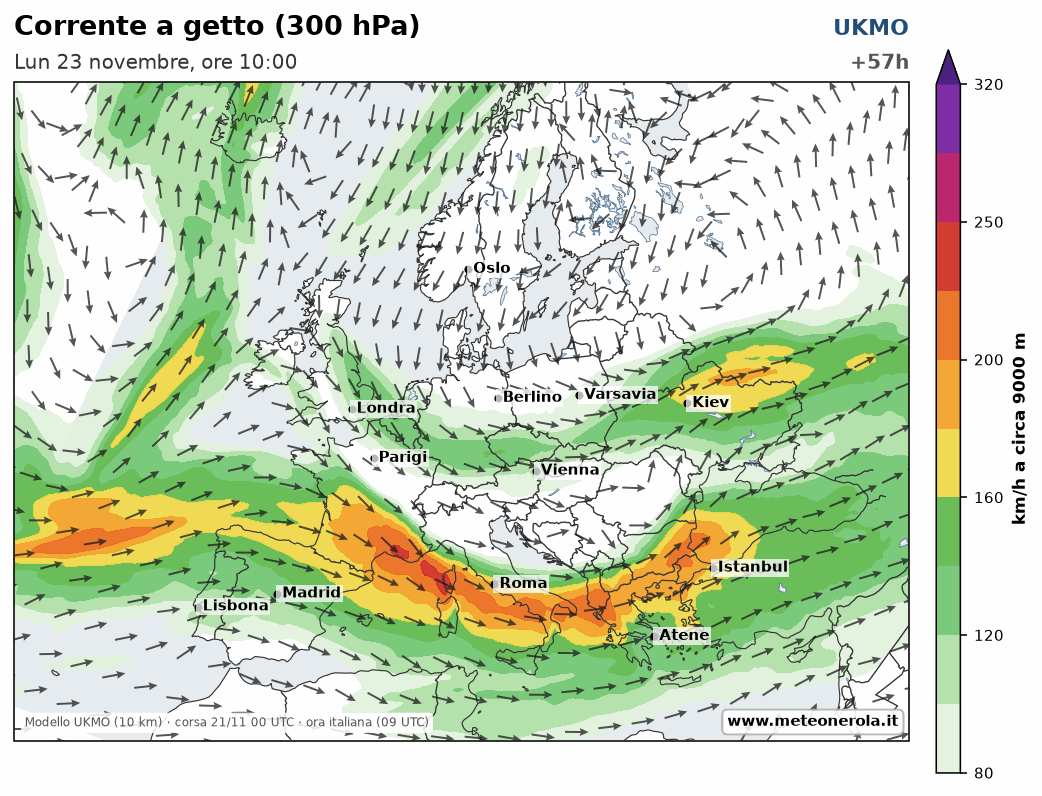 Corrente a getto (300 hPa)
UKMO
Lun 23 novembre, ore 10:00
+57h
320
250
200
160
120
80
km/h a circa 9000 m
Oslo
Londra
Berlino
Varsavia
Kiev
Parigi
Vienna
Lisbona
Madrid
Roma
Istanbul
Atene
Modello UKMO (10 km) · corsa 21/11 00 UTC · ora italiana (09 UTC)
www.meteonerola.it